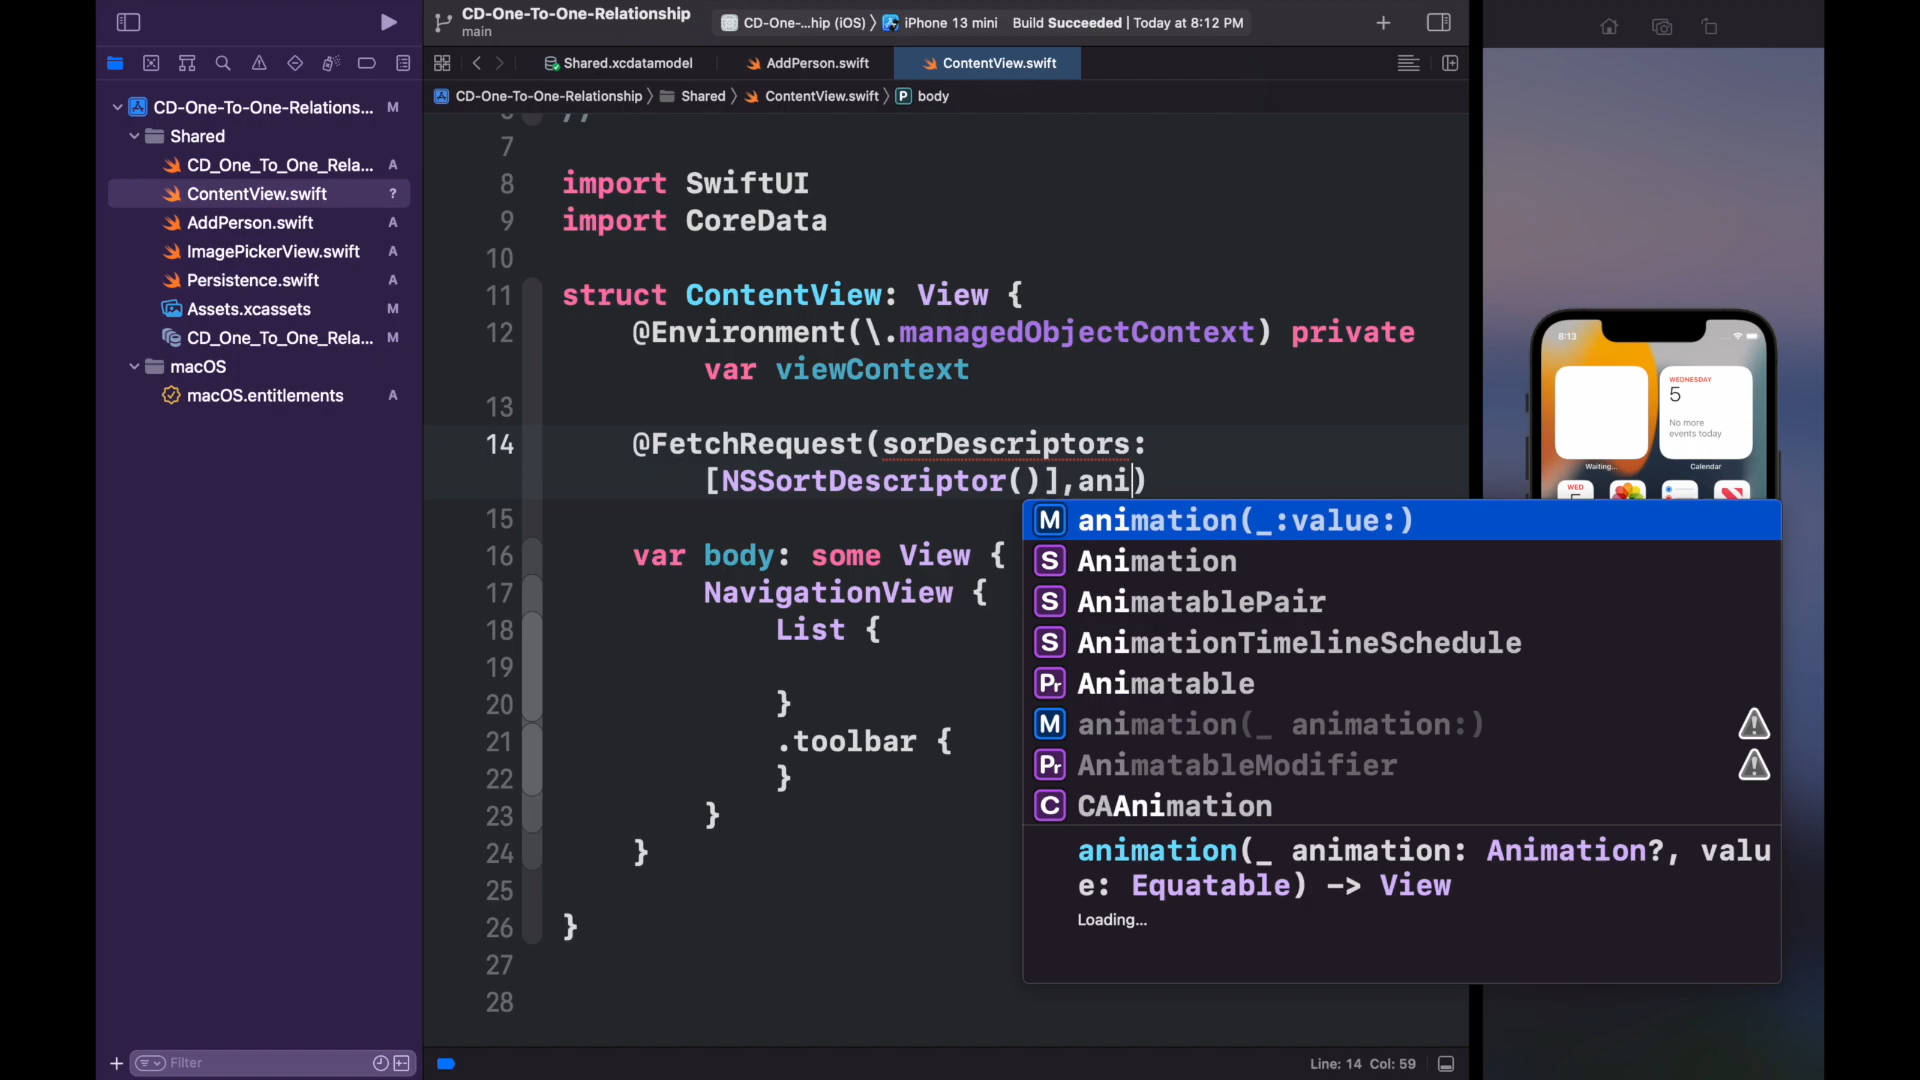 CD-One-To-One-Relationship
main
CD-One-...hip (iOS) 〉 iPhone 13 mini Build Succeeded | Today at 8:12 PM
Shared.xcdatamodel
AddPerson.swift
ContentView.swift
CD-One-To-One-Relationship 〉 Shared 〉 ContentView.swift 〉 P body
CD-One-To-One-Relations... M
Shared
CD_One_To_One_Rela... A
ContentView.swift ?
AddPerson.swift A
ImagePickerView.swift A
Persistence.swift A
Assets.xcassets M
CD_One_To_One_Rela... M
macOS
macOS.entitlements A
Filter
7
8 import SwiftUI
9 import CoreData
10
11 struct ContentView: View {
12 @Environment(\.managedObjectContext) private
var viewContext
13
14 @FetchRequest(sorDescriptors:
[NSSortDescriptor()],ani)
15
16 var body: some View {
17 NavigationView {
18 List {
19
20 }
21 .toolbar {
22 }
23 }
24 }
25
26 }
27
28
M animation(_:value:)
S Animation
S AnimatablePair
S AnimationTimelineSchedule
Pr Animatable
M animation(_ animation:)
Pr AnimatableModifier
C CAAnimation
animation(_ animation: Animation?, valu
e: Equatable) -> View
Loading...
Line: 14 Col: 59
8:13
WEDNESDAY
5
No more
events today
Waiting...
Calendar
WED